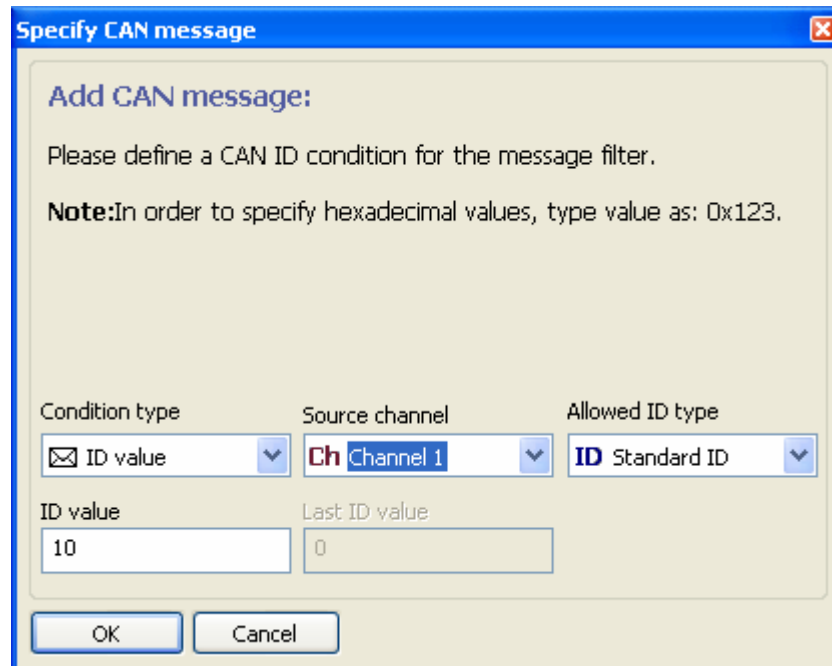 Specify CAN message
Add CAN message:
Please define a CAN ID condition for the message filter.
Note:In order to specify hexadecimal values, type value as: 0x123.
Condition type
Source channel
Allowed ID type
ID value
Ch Channel 1
ID Standard ID
ID value
Last ID value
10
0
OK
Cancel